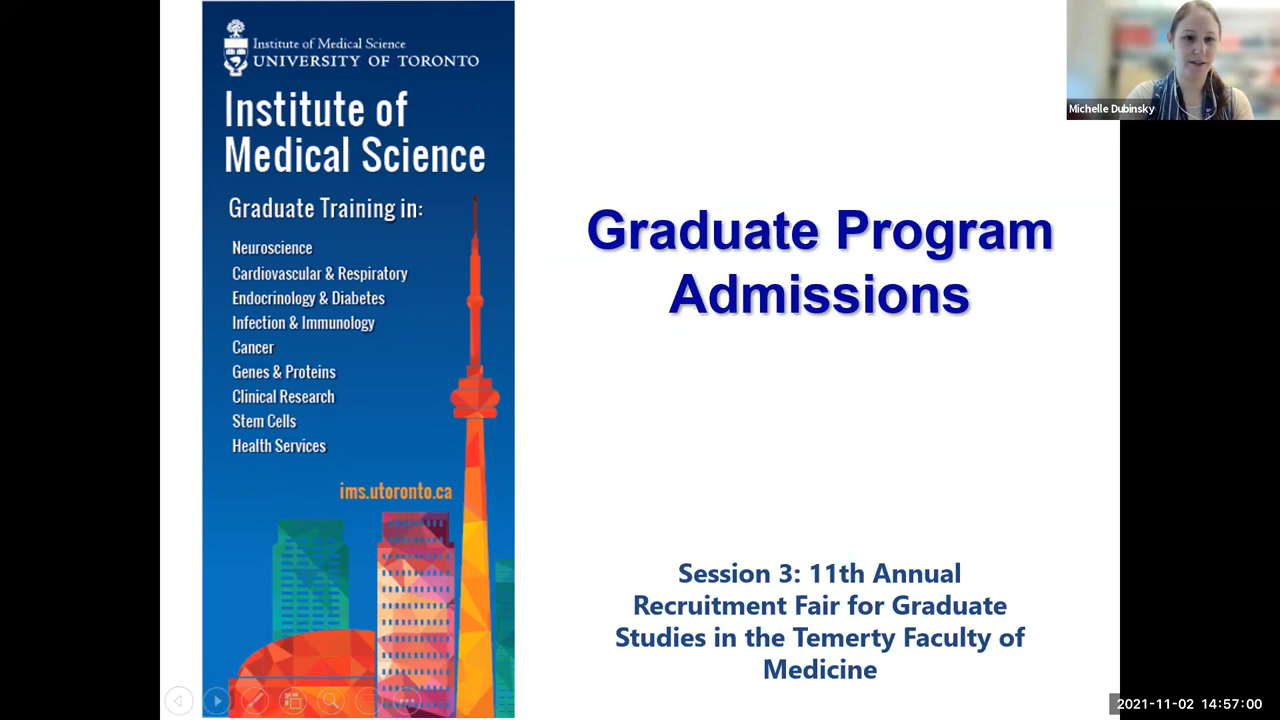 Institute of Medical Science
UNIVERSITY OF TORONTO
Institute of
Medical Science
Graduate Training in:
Neuroscience
Cardiovascular & Respiratory
Endocrinology & Diabetes
Infection & Immunology
Cancer
Genes & Proteins
Clinical Research
Stem Cells
Health Services
ims.utoronto.ca
Graduate Program
Admissions
Session 3: 11th Annual
Recruitment Fair for Graduate
Studies in the Temerty Faculty of
Medicine
Michelle Dubinsky
2021-11-02 14:57:00